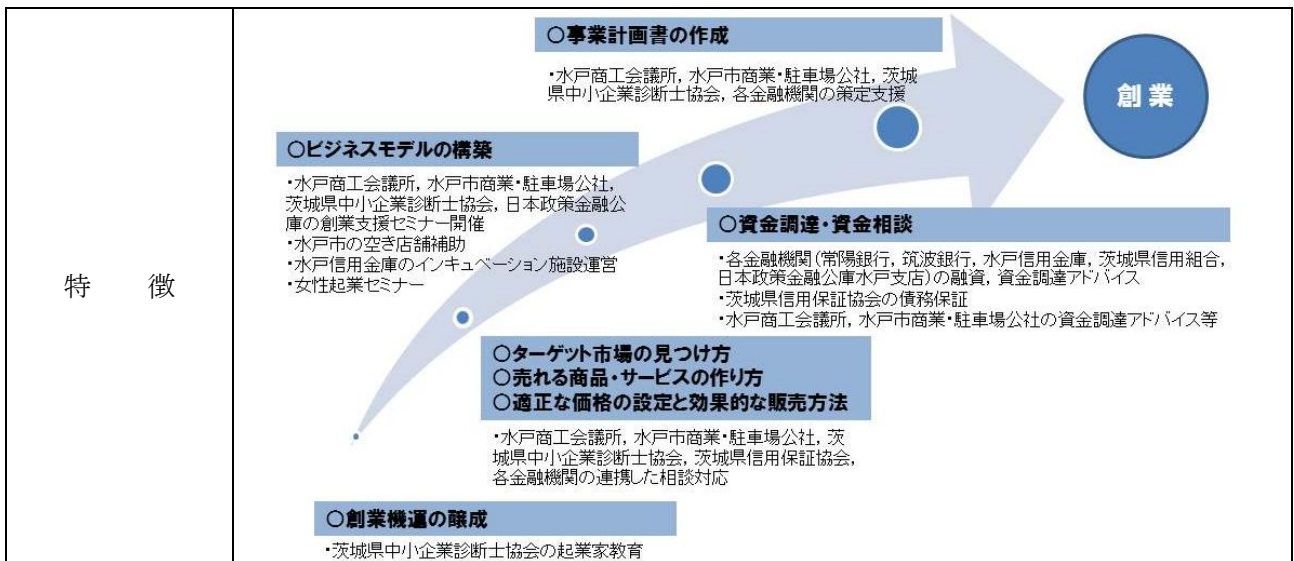 特　徴
○事業計画書の作成
・水戸商工会議所，水戸市商業・駐車場公社，茨城
県中小企業診断士協会，各金融機関の策定支援
創業
○ビジネスモデルの構築
・水戸商工会議所，水戸市商業・駐車場公社，
茨城県中小企業診断士協会，日本政策金融公
庫の創業支援セミナー開催
・水戸市の空き店舗補助
・水戸信用金庫のインキュベーション施設運営
・女性起業セミナー
○資金調達・資金相談
・各金融機関（常陽銀行，筑波銀行，水戸信用金庫，茨城県信用組合，
日本政策金融公庫水戸支店）の融資，資金調達アドバイス
・茨城県信用保証協会の債務保証
・水戸商工会議所，水戸市商業・駐車場公社の資金調達アドバイス等
○ターゲット市場の見つけ方
○売れる商品・サービスの作り方
○適正な価格の設定と効果的な販売方法
・水戸商工会議所，水戸市商業・駐車場公社，茨
城県中小企業診断士協会，茨城県信用保証協会，
各金融機関の連携した相談対応
○創業機運の醸成
・茨城県中小企業診断士協会の起業家教育